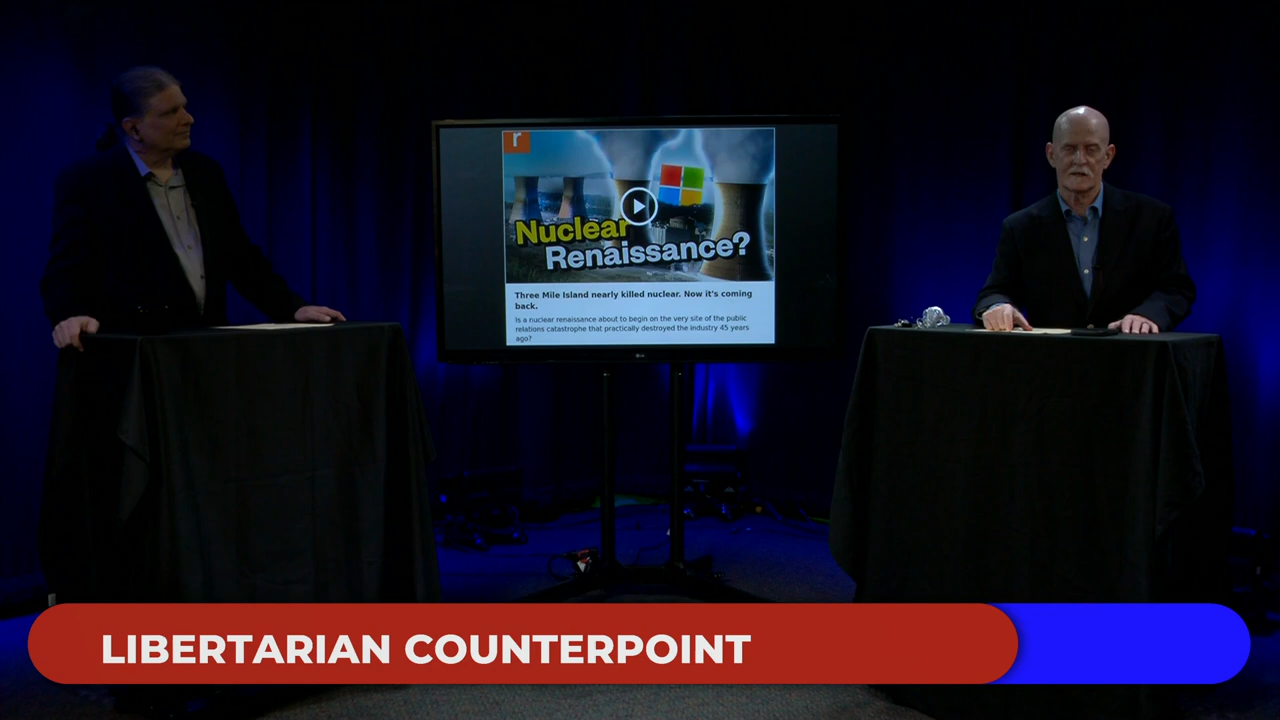 r
Nuclear
Renaissance?
Three Mile Island nearly killed nuclear. Now it's coming
back.
Is a nuclear renaissance about to begin on the very site of the public
relations catastrophe that practically destroyed the industry 45 years
ago?
LG
LIBERTARIAN COUNTERPOINT